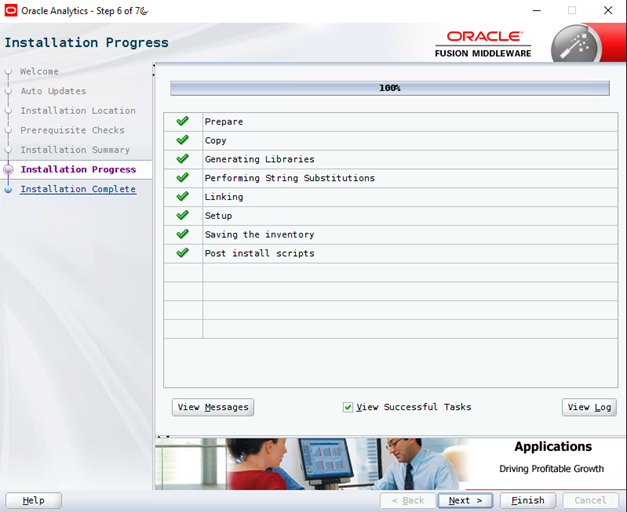 Oracle Analytics - Step 6 of 7
Installation Progress
ORACLE
FUSION MIDDLEWARE
Welcome
Auto Updates
Installation Location
Prerequisite Checks
Installation Summary
Installation Progress
Installation Complete
100%
Prepare
Copy
Generating Libraries
Performing String Substitutions
Linking
Setup
Saving the inventory
Post install scripts
View Messages
View Successful Tasks
View Log
Applications
Driving Profitable Growth
Help
< Back
Next >
Finish
Cancel